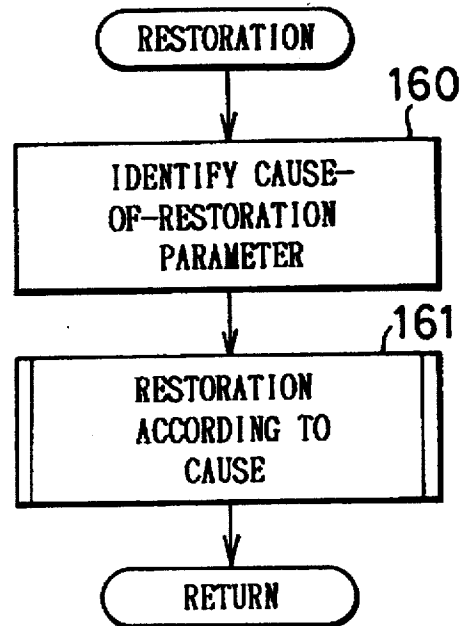 RESTORATION
160
IDENTIFY CAUSE-
OF-RESTORATION
PARAMETER
161
RESTORATION
ACCORDING TO
CAUSE
RETURN